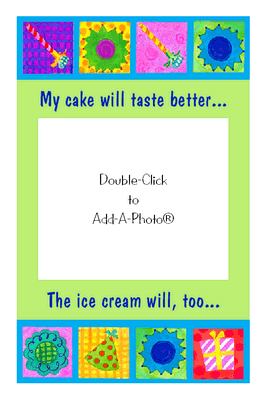 My cake will taste better...
Double-Click
to
Add-A-Photo®
The ice cream will, too...